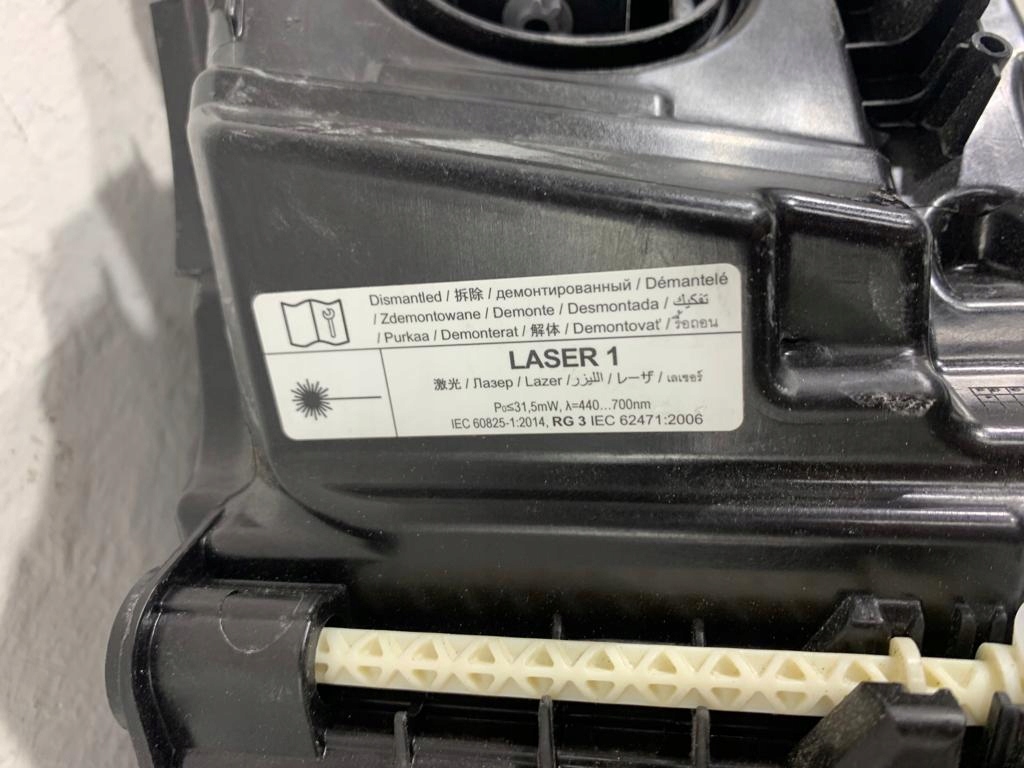 Dismantled / 拆除 / демонтированный / Démantelé
/ Zdemontowane / Demonte / Desmontada / تفكيك
/ Purkaa / Demonterat / 解体 / Demontovať / รื้อถอน
LASER 1
激光 / Лазер / Lazer / الليزر / レーザ / เลเซอร์
P₀≤31,5mW, λ=440...700nm
IEC 60825-1:2014, RG 3 IEC 62471:2006